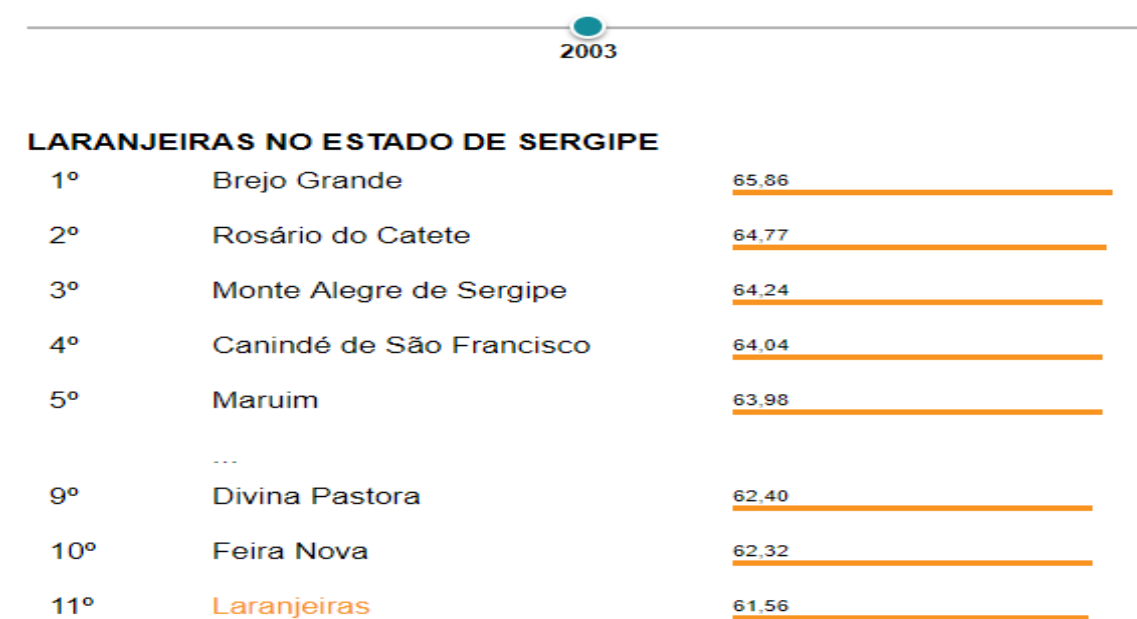 2003
LARANJEIRAS NO ESTADO DE SERGIPE
1º Brejo Grande 65,86
2º Rosário do Catete 64,77
3º Monte Alegre de Sergipe 64,24
4º Canindé de São Francisco 64,04
5º Maruim 63,98
...
9º Divina Pastora 62,40
10º Feira Nova 62,32
11º Laranjeiras 61,56